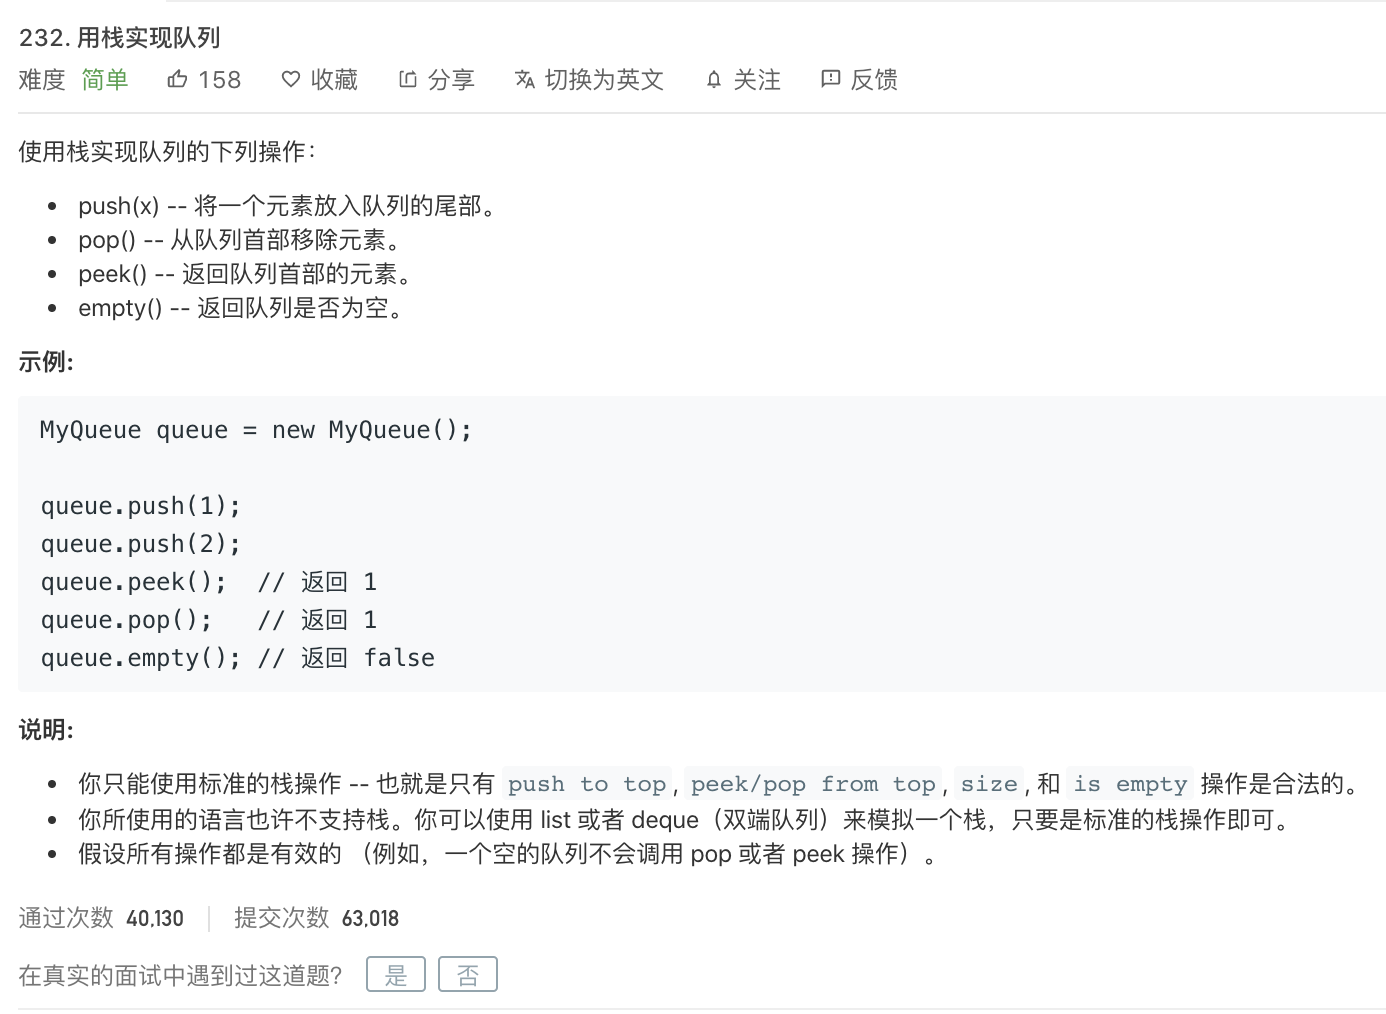 232. 用栈实现队列
难度 简单 158 收藏 分享 切换为英文 关注 反馈
使用栈实现队列的下列操作：
• push(x) -- 将一个元素放入队列的尾部。
• pop() -- 从队列首部移除元素。
• peek() -- 返回队列首部的元素。
• empty() -- 返回队列是否为空。
示例:
MyQueue queue = new MyQueue();
queue.push(1);
queue.push(2);
queue.peek();  // 返回 1
queue.pop();   // 返回 1
queue.empty(); // 返回 false
说明:
• 你只能使用标准的栈操作 -- 也就是只有 push to top, peek/pop from top, size, 和 is empty 操作是合法的。
• 你所使用的语言也许不支持栈。你可以使用 list 或者 deque（双端队列）来模拟一个栈，只要是标准的栈操作即可。
• 假设所有操作都是有效的 （例如，一个空的队列不会调用 pop 或者 peek 操作）。
通过次数 40,130 提交次数 63,018
在真实的面试中遇到过这道题? 是 否